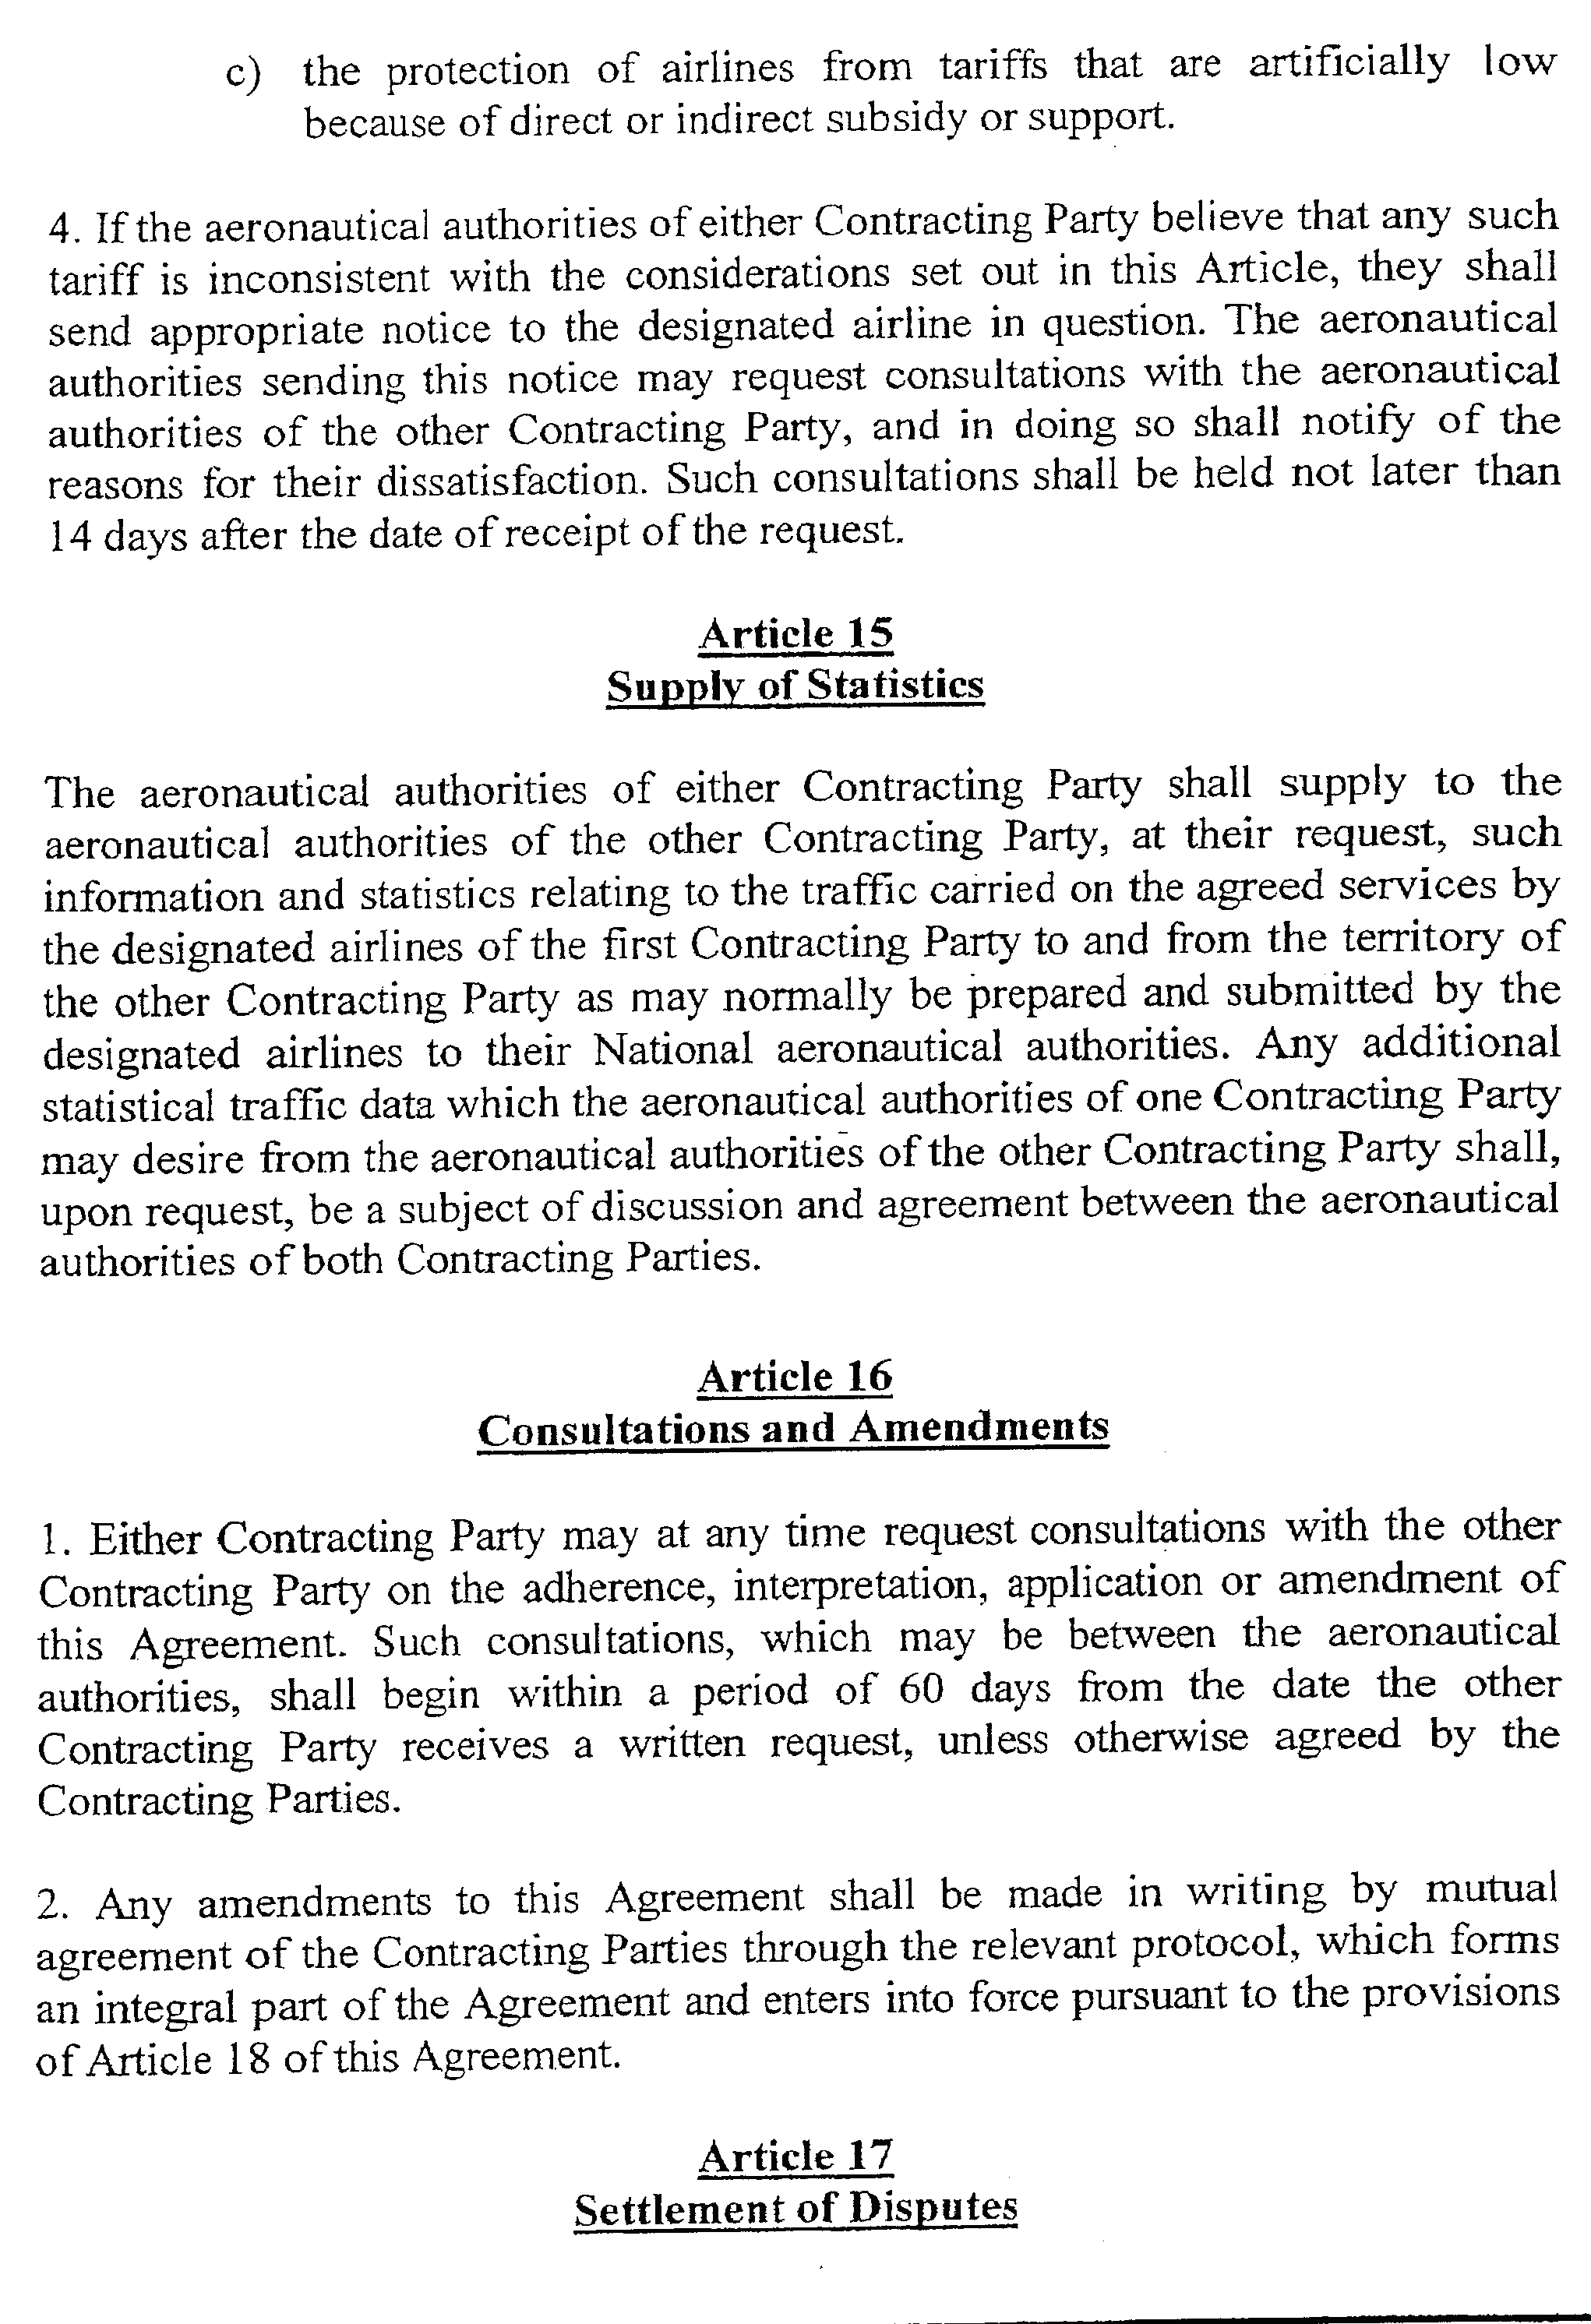 c) the protection of airlines from tariffs that are artificially low
because of direct or indirect subsidy or support.
4. If the aeronautical authorities of either Contracting Party believe that any such
tariff is inconsistent with the considerations set out in this Article, they shall
send appropriate notice to the designated airline in question. The aeronautical
authorities sending this notice may request consultations with the aeronautical
authorities of the other Contracting Party, and in doing so shall notify of the
reasons for their dissatisfaction. Such consultations shall be held not later than
14 days after the date of receipt of the request.
Article 15
Supply of Statistics
The aeronautical authorities of either Contracting Party shall supply to the
aeronautical authorities of the other Contracting Party, at their request, such
information and statistics relating to the traffic carried on the agreed services by
the designated airlines of the first Contracting Party to and from the territory of
the other Contracting Party as may normally be prepared and submitted by the
designated airlines to their National aeronautical authorities. Any additional
statistical traffic data which the aeronautical authorities of one Contracting Party
may desire from the aeronautical authorities of the other Contracting Party shall,
upon request, be a subject of discussion and agreement between the aeronautical
authorities of both Contracting Parties.
Article 16
Consultations and Amendments
1. Either Contracting Party may at any time request consultations with the other
Contracting Party on the adherence, interpretation, application or amendment of
this Agreement. Such consultations, which may be between the aeronautical
authorities, shall begin within a period of 60 days from the date the other
Contracting Party receives a written request, unless otherwise agreed by the
Contracting Parties.
2. Any amendments to this Agreement shall be made in writing by mutual
agreement of the Contracting Parties through the relevant protocol, which forms
an integral part of the Agreement and enters into force pursuant to the provisions
of Article 18 of this Agreement.
Article 17
Settlement of Disputes